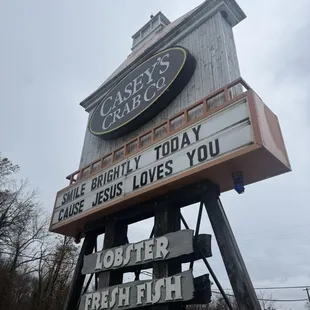 CASEY'S
CRAB CO.
SMILE BRIGHTLY TODAY
CAUSE JESUS LOVES YOU
LOBSTER
FRESH FISH